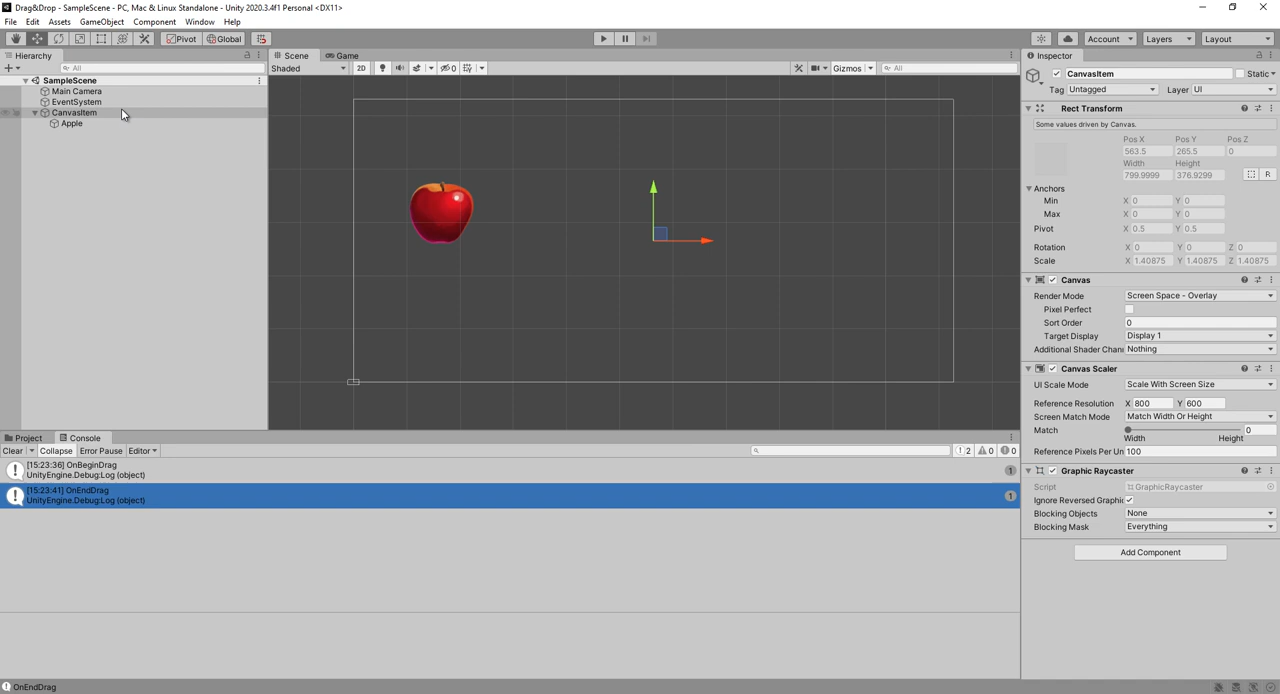 Drag&Drop - SampleScene - PC, Mac & Linux Standalone - Unity 2020.3.4f1 Personal <DX11>
File Edit Assets GameObject Component Window Help
Pivot Global Account Layers Layout
Hierarchy Scene Game Inspector
All Shaded 2D 0 Gizmos All CanvasItem Static
SampleScene
Tag Untagged Layer UI
Main Camera
EventSystem
CanvasItem
Apple
Rect Transform
Some values driven by Canvas.
Pos X Pos Y Pos Z
563.5 265.5 0
Width Height
799.9999 376.9299 R
Anchors
Min X 0 Y 0
Max X 0 Y 0
Pivot X 0.5 Y 0.5
Rotation X 0 Y 0 Z 0
Scale X 1.40875 Y 1.40875 Z 1.40875
Canvas
Render Mode Screen Space - Overlay
Pixel Perfect
Sort Order 0
Target Display Display 1
Additional Shader Chan Nothing
Canvas Scaler
UI Scale Mode Scale With Screen Size
Reference Resolution X 800 Y 600
Screen Match Mode Match Width Or Height
Match 0
Width Height
Reference Pixels Per Un 100
Graphic Raycaster
Script GraphicRaycaster
Ignore Reversed Graphic
Blocking Objects None
Blocking Mask Everything
Add Component
Project Console
Clear Collapse Error Pause Editor 2 0 0
[15:23:36] OnBeginDrag
UnityEngine.Debug:Log (object) 1
[15:23:41] OnEndDrag
UnityEngine.Debug:Log (object) 1
OnEndDrag